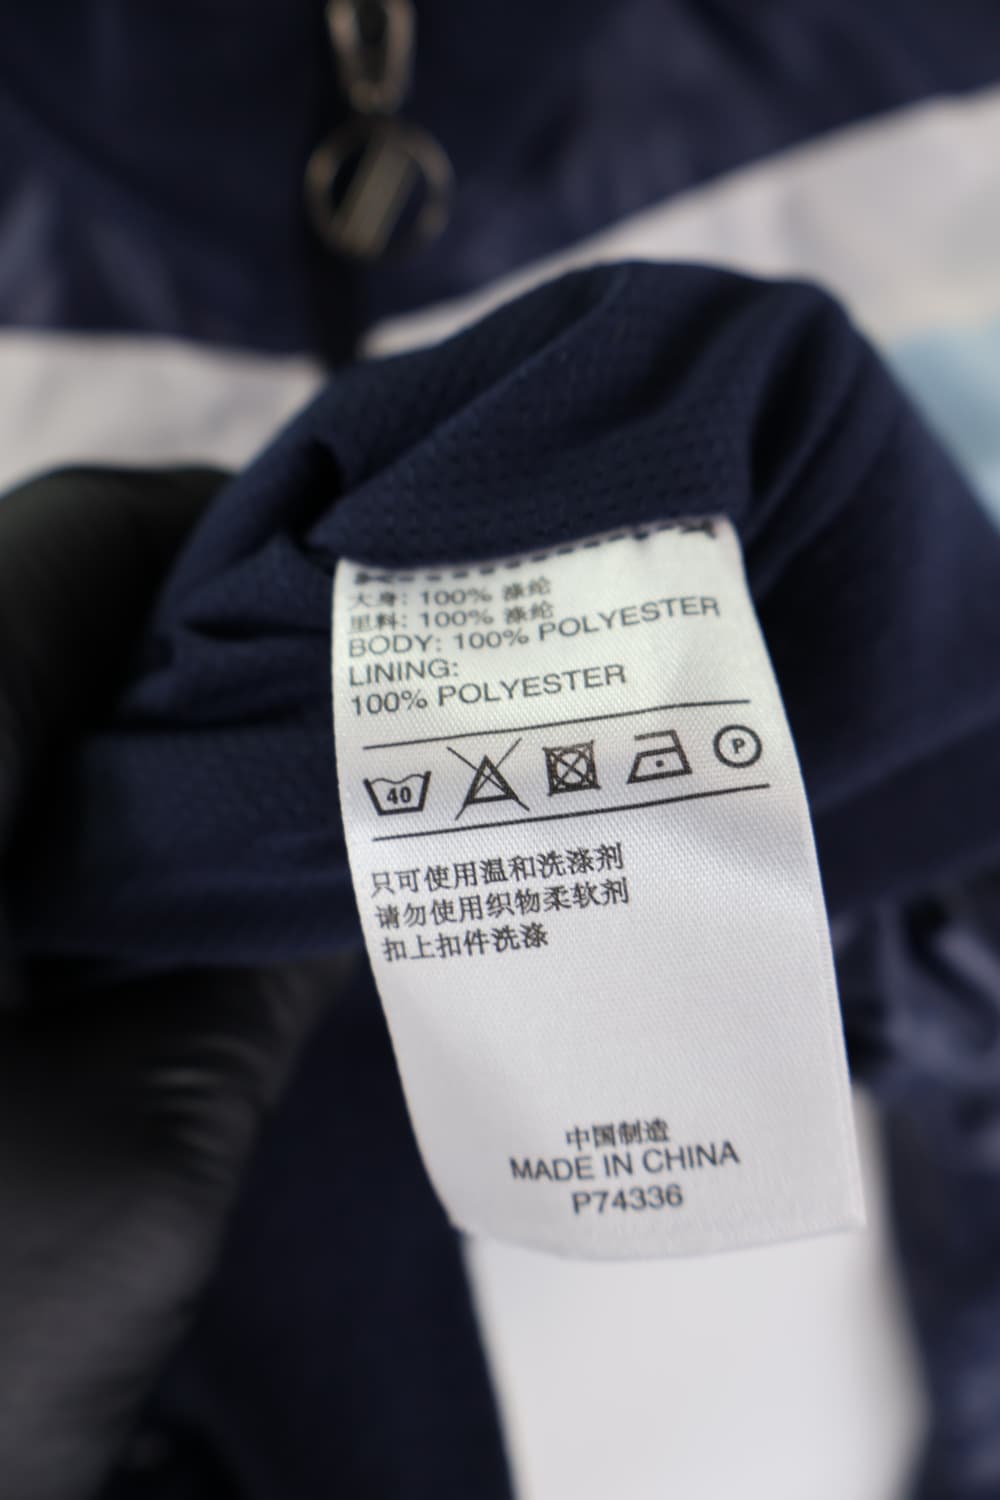 大身: 100% 涤纶
里料: 100% 涤纶
BODY: 100% POLYESTER
LINING:
100% POLYESTER
40 P
只可使用温和洗涤剂
请勿使用织物柔软剂
扣上扣件洗涤
中国制造
MADE IN CHINA
P74336